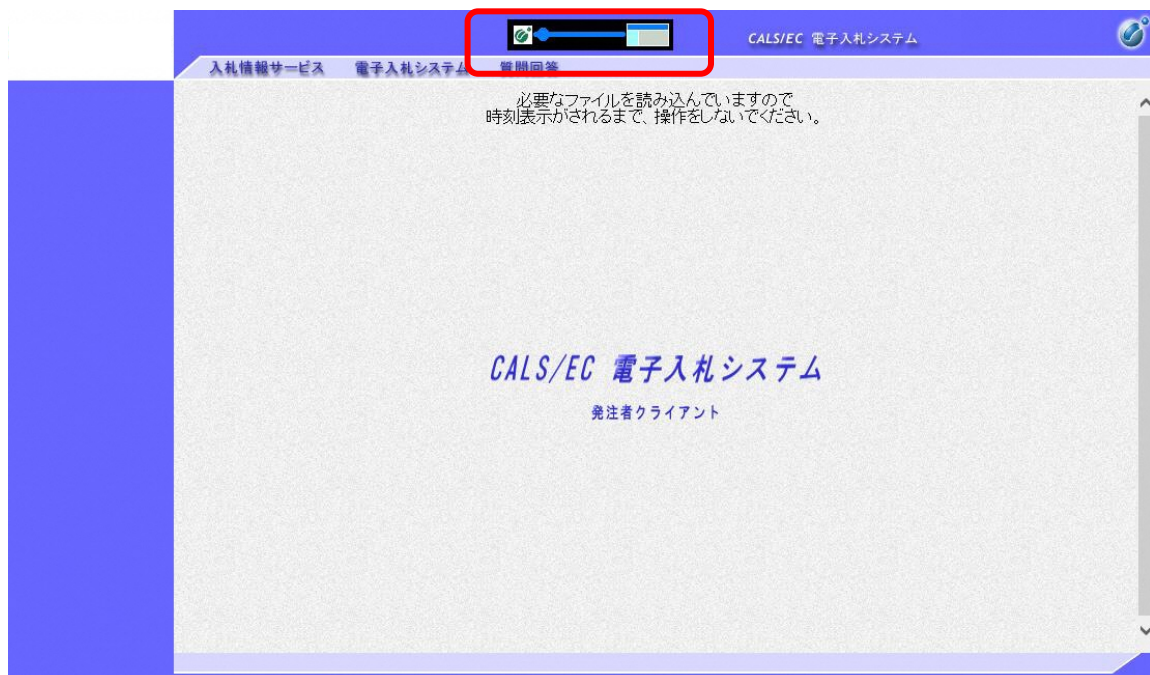 CALS/EC 電子入札システム
入札情報サービス 電子入札システム 質問回答
必要なファイルを読み込んでいますので
時刻表示がされるまで、操作をしないでください。
CALS/EC 電子入札システム
発注者クライアント